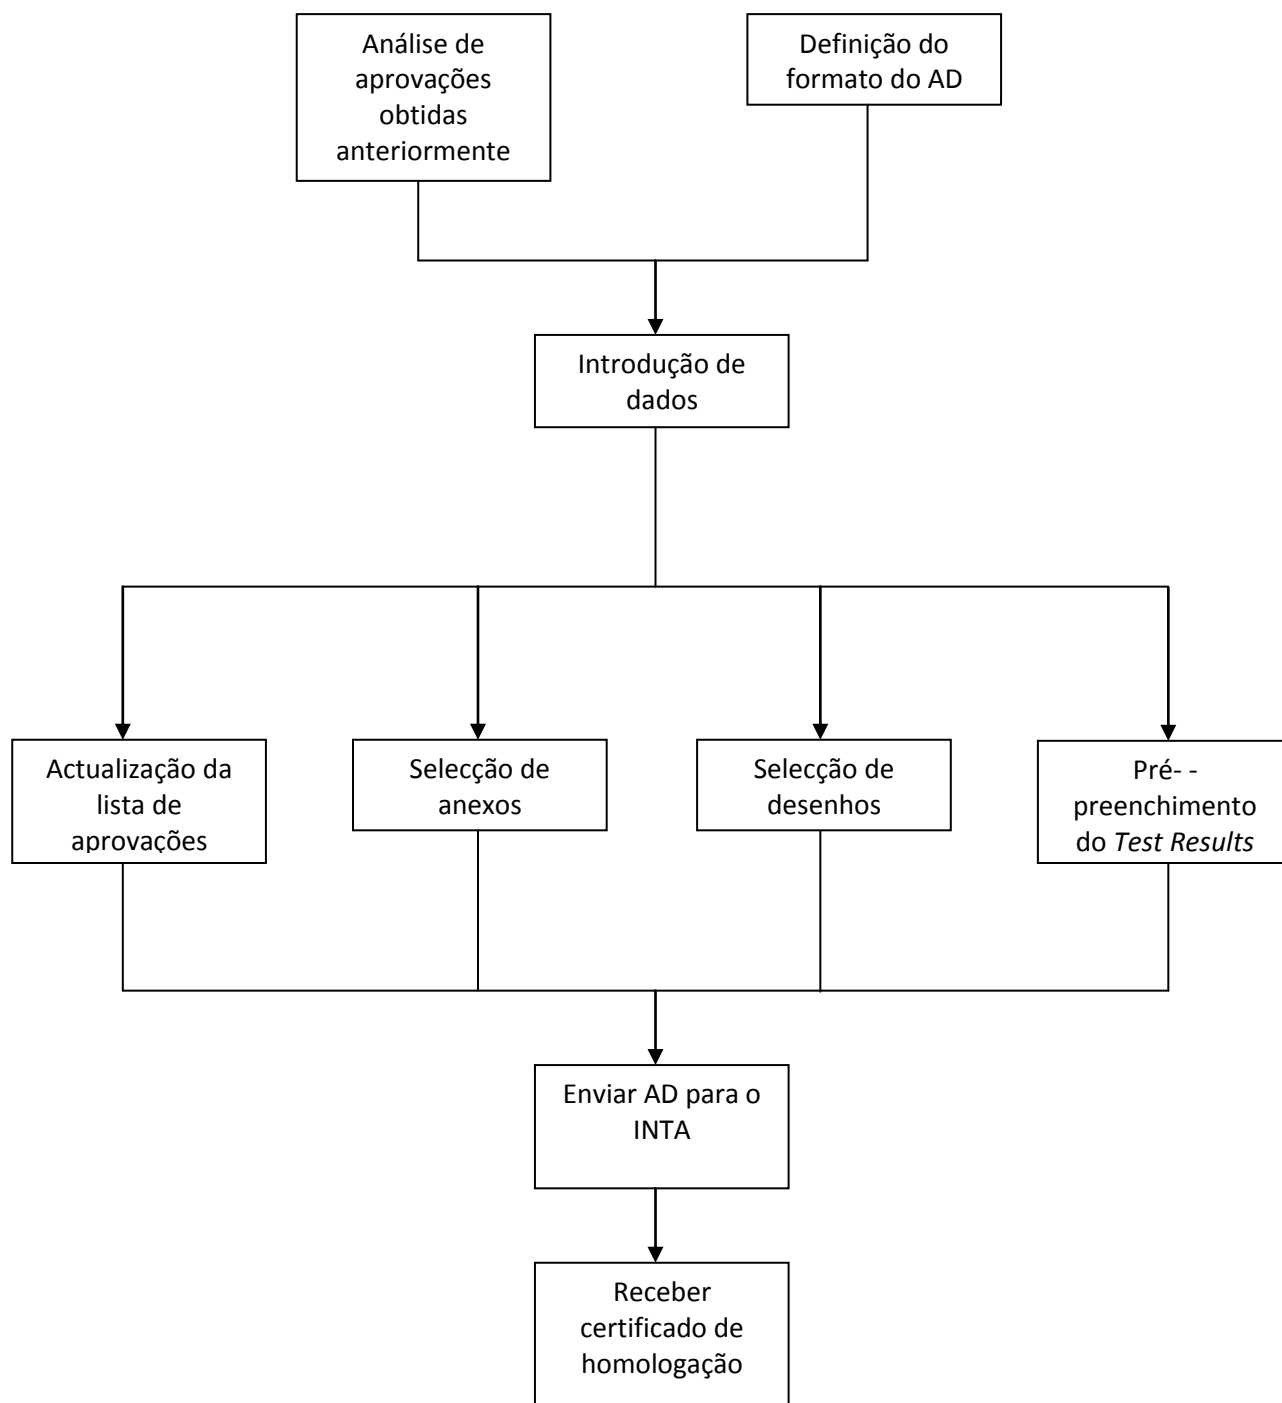 Análise de
aprovações
obtidas
anteriormente
Definição do
formato do AD
Introdução de
dados
Actualização da
lista de
aprovações
Selecção de
anexos
Selecção de
desenhos
Pré- -
preenchimento
do Test Results
Enviar AD para o
INTA
Receber
certificado de
homologação